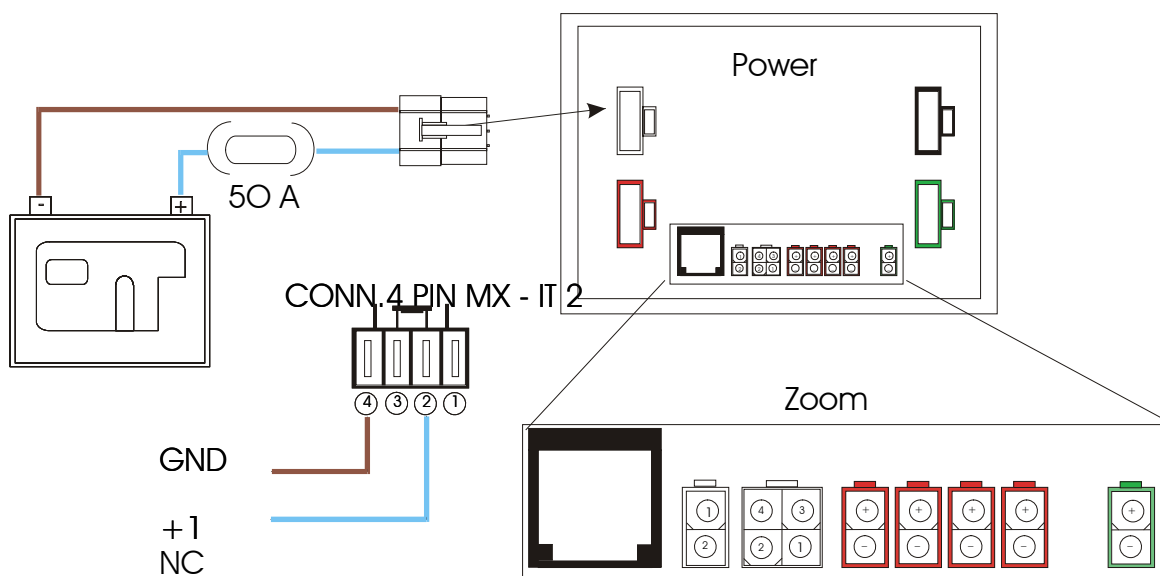 Power
50 A
- +
CONN.4 PIN MX - IT 2
4 3 2 1
GND
+1
NC
Zoom
1 4 3 + + + + +
2 2 1 - - - - -